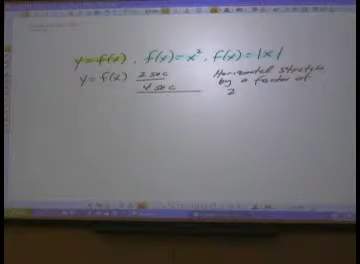 y = f(x) , f(x) = x², f(x) = |x|
y = f(x) 2 sec
4 sec
Horizontal stretch
by a factor of
2